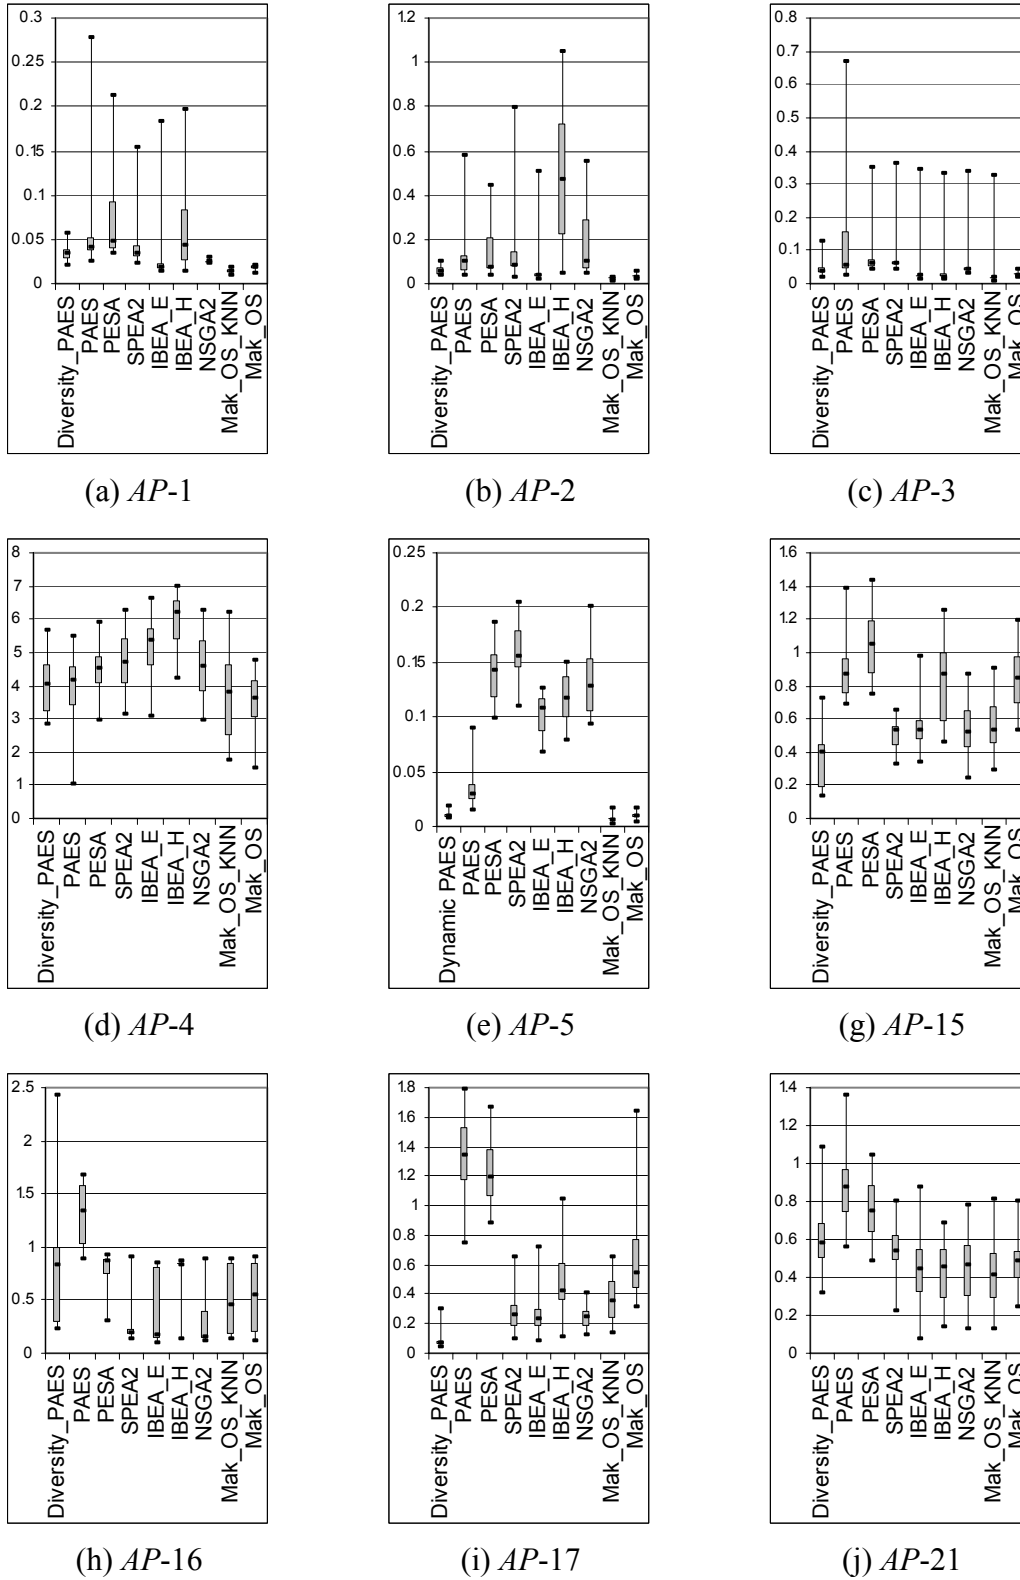 0.3
0.25
0.2
0.15
0.1
0.05
0
Diversity_PAES
PAES
PESA
SPEA2
IBEA_E
IBEA_H
NSGA2
Mak_OS_KNN
Mak_OS
(a) AP-1
1.2
1
0.8
0.6
0.4
0.2
0
Diversity_PAES
PAES
PESA
SPEA2
IBEA_E
IBEA_H
NSGA2
Mak_OS_KNN
Mak_OS
(b) AP-2
0.8
0.7
0.6
0.5
0.4
0.3
0.2
0.1
0
Diversity_PAES
PAES
PESA
SPEA2
IBEA_E
IBEA_H
NSGA2
Mak_OS_KNN
Mak_OS
(c) AP-3
8
7
6
5
4
3
2
1
0
Diversity_PAES
PAES
PESA
SPEA2
IBEA_E
IBEA_H
NSGA2
Mak_OS_KNN
Mak_OS
(d) AP-4
0.25
0.2
0.15
0.1
0.05
0
Dynamic PAES
PAES
PESA
SPEA2
IBEA_E
IBEA_H
NSGA2
Mak_OS_KNN
Mak_OS
(e) AP-5
1.6
1.4
1.2
1
0.8
0.6
0.4
0.2
0
Diversity_PAES
PAES
PESA
SPEA2
IBEA_E
IBEA_H
NSGA2
Mak_OS_KNN
Mak_OS
(g) AP-15
2.5
2
1.5
1
0.5
0
Diversity_PAES
PAES
PESA
SPEA2
IBEA_E
IBEA_H
NSGA2
Mak_OS_KNN
Mak_OS
(h) AP-16
1.8
1.6
1.4
1.2
1
0.8
0.6
0.4
0.2
0
Diversity_PAES
PAES
PESA
SPEA2
IBEA_E
IBEA_H
NSGA2
Mak_OS_KNN
Mak_OS
(i) AP-17
1.4
1.2
1
0.8
0.6
0.4
0.2
0
Diversity_PAES
PAES
PESA
SPEA2
IBEA_E
IBEA_H
NSGA2
Mak_OS_KNN
Mak_OS
(j) AP-21